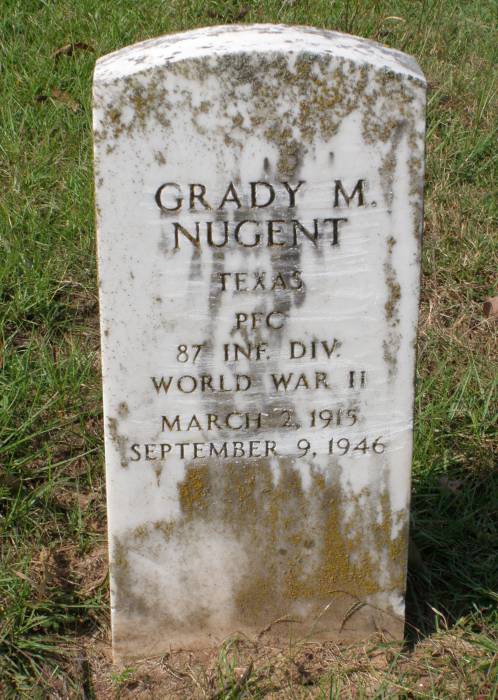 GRADY M.
NUGENT
TEXAS
PFC
87 INF. DIV.
WORLD WAR II
MARCH 2, 1915
SEPTEMBER 9, 1946